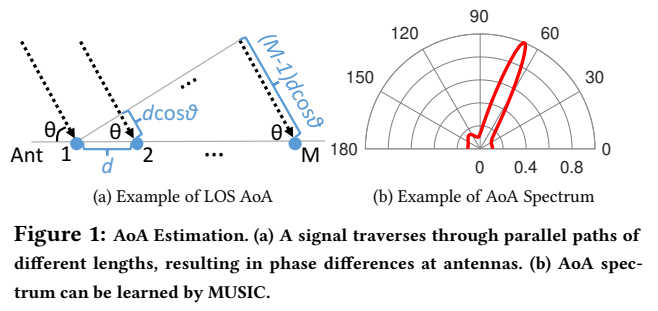 90
120
60
150
30
180
0
0 0.4 0.8
(M-1)dcosϑ
...
dcosϑ
θ θ θ
Ant 1 2 ... M
d
(a) Example of LOS AoA
(b) Example of AoA Spectrum
Figure 1: AoA Estimation. (a) A signal traverses through parallel paths of
different lengths, resulting in phase differences at antennas. (b) AoA spec-
trum can be learned by MUSIC.